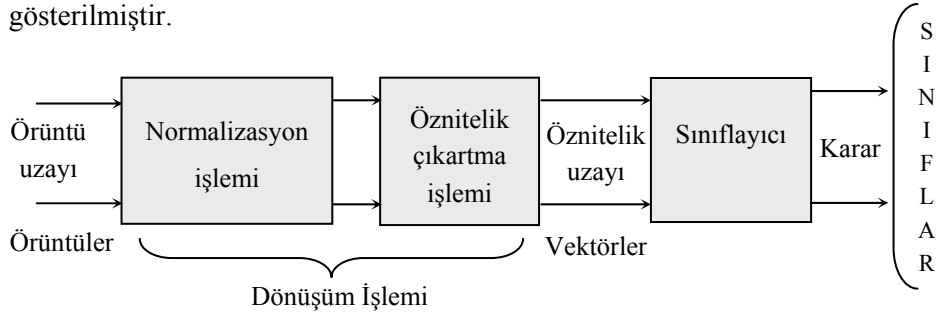 gösterilmiştir.
Örüntü
uzayı
Örüntüler
Normalizasyon
işlemi
Öznitelik
çıkartma
işlemi
Öznitelik
uzayı
Vektörler
Sınıflayıcı
Karar
S
I
N
I
F
L
A
R
Dönüşüm İşlemi